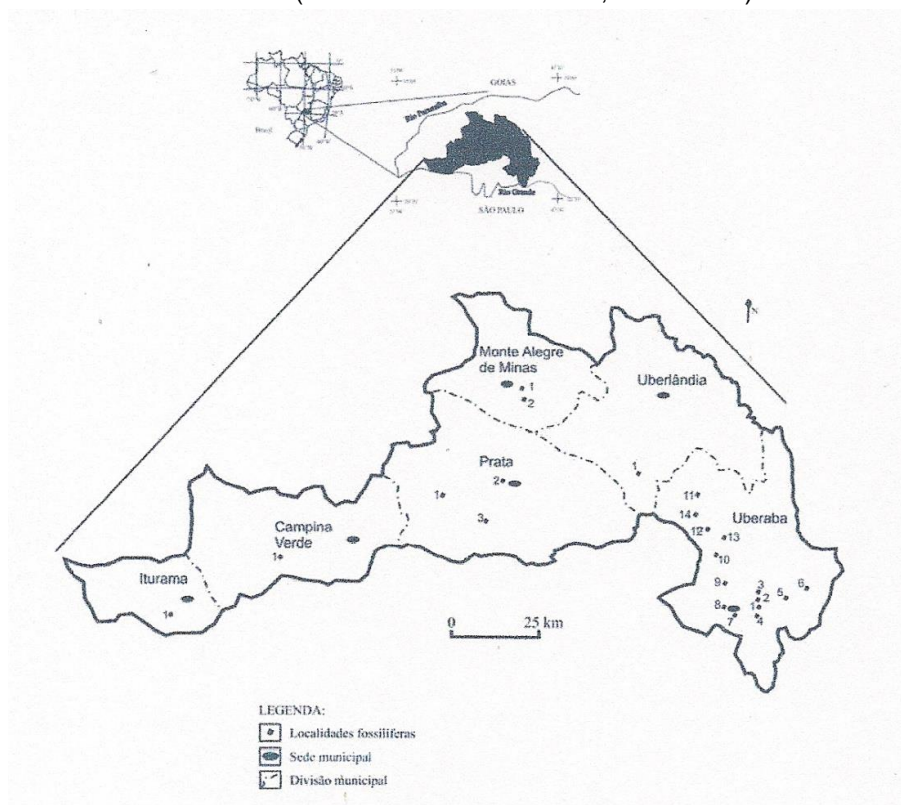 GOIAS
Rio Paranaíba
Brasil
Rio Grande
SÃO PAULO
N
Monte Alegre
de Minas
1
2
Uberlândia
1
Prata
2
1
3
Uberaba
11
14
12
13
10
9
3
2
1
4
5
6
8
7
Campina
Verde
1
Iturama
1
0 25 km
LEGENDA:
Localidades fossilíferas
Sede municipal
Divisão municipal